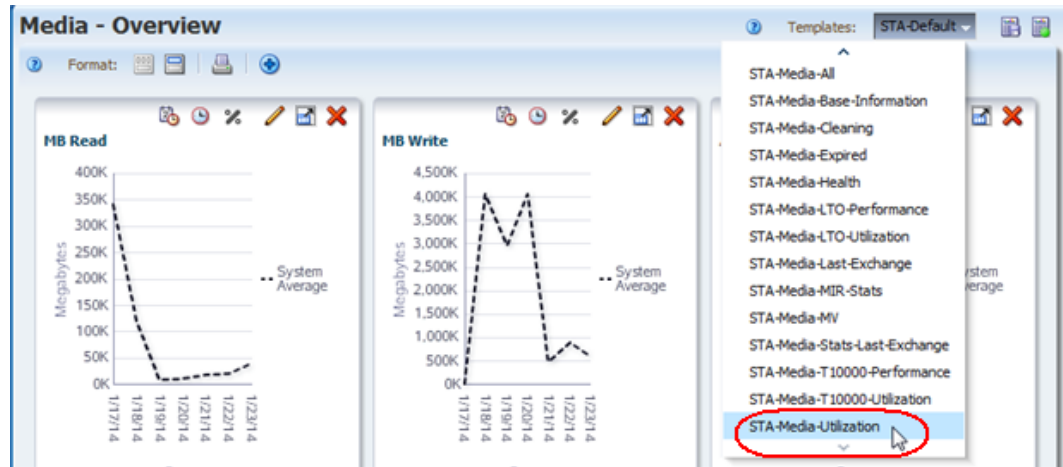 Media - Overview
Templates: STA-Default
Format:
MB Read
400K
350K
300K
250K
200K
150K
100K
50K
0K
Megabytes
System
Average
1/17/14
1/18/14
1/19/14
1/20/14
1/21/14
1/22/14
1/23/14
MB Write
4,500K
4,000K
3,500K
3,000K
2,500K
2,000K
1,500K
1,000K
500K
0K
Megabytes
System
Average
1/17/14
1/18/14
1/19/14
1/20/14
1/21/14
1/22/14
1/23/14
STA-Media-All
STA-Media-Base-Information
STA-Media-Cleaning
STA-Media-Expired
STA-Media-Health
STA-Media-LTO-Performance
STA-Media-LTO-Utilization
STA-Media-Last-Exchange
STA-Media-MIR-Stats
STA-Media-MV
STA-Media-Stats-Last-Exchange
STA-Media-T10000-Performance
STA-Media-T10000-Utilization
STA-Media-Utilization